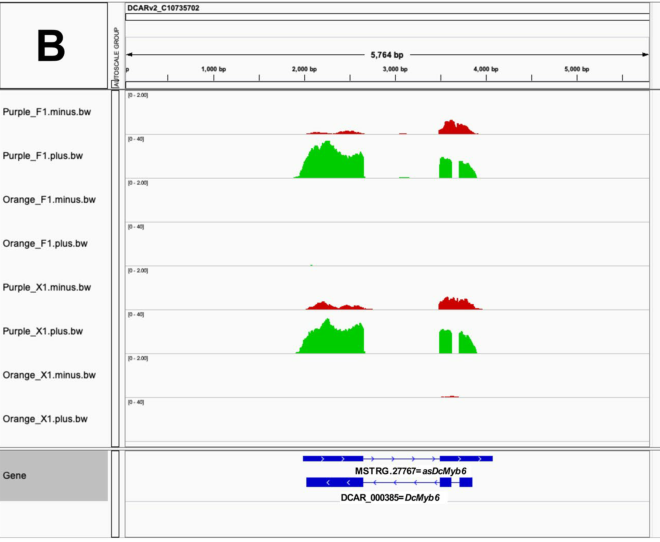 DCARv2_C10735702
B
AUTOSCALE GROUP
5,764 bp
p 1,000 bp 2,000 bp 3,000 bp 4,000 bp 5,000 bp
[0 - 2.00]
Purple_F1.minus.bw
[0 - 40]
Purple_F1.plus.bw
[0 - 2.00]
Orange_F1.minus.bw
[0 - 40]
Orange_F1.plus.bw
[0 - 2.00]
Purple_X1.minus.bw
[0 - 40]
Purple_X1.plus.bw
[0 - 2.00]
Orange_X1.minus.bw
[0 - 40]
Orange_X1.plus.bw
Gene
MSTRG.27767=asDcMyb6
DCAR_000385=DcMyb6